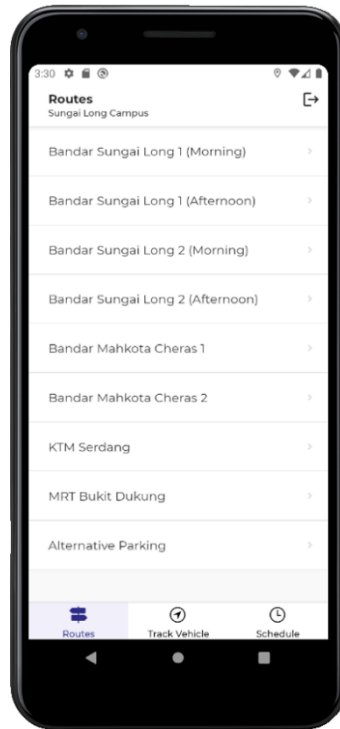 3:30
Routes
Sungai Long Campus
Bandar Sungai Long 1 (Morning)
Bandar Sungai Long 1 (Afternoon)
Bandar Sungai Long 2 (Morning)
Bandar Sungai Long 2 (Afternoon)
Bandar Mahkota Cheras 1
Bandar Mahkota Cheras 2
KTM Serdang
MRT Bukit Dukung
Alternative Parking
Routes Track Vehicle Schedule